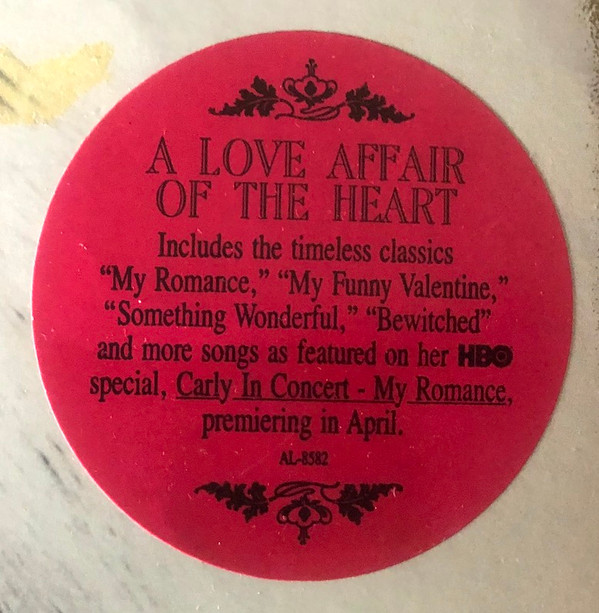 A LOVE AFFAIR
OF THE HEART
Includes the timeless classics
“My Romance,” “My Funny Valentine,”
“Something Wonderful,” “Bewitched”
and more songs as featured on her HBO
special, Carly In Concert - My Romance,
premiering in April.
AL-8582